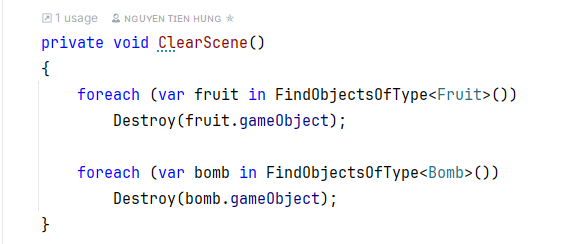 1 usage NGUYEN TIEN HUNG *
private void ClearScene()
{
    foreach (var fruit in FindObjectsOfType<Fruit>())
        Destroy(fruit.gameObject);
    foreach (var bomb in FindObjectsOfType<Bomb>())
        Destroy(bomb.gameObject);
}